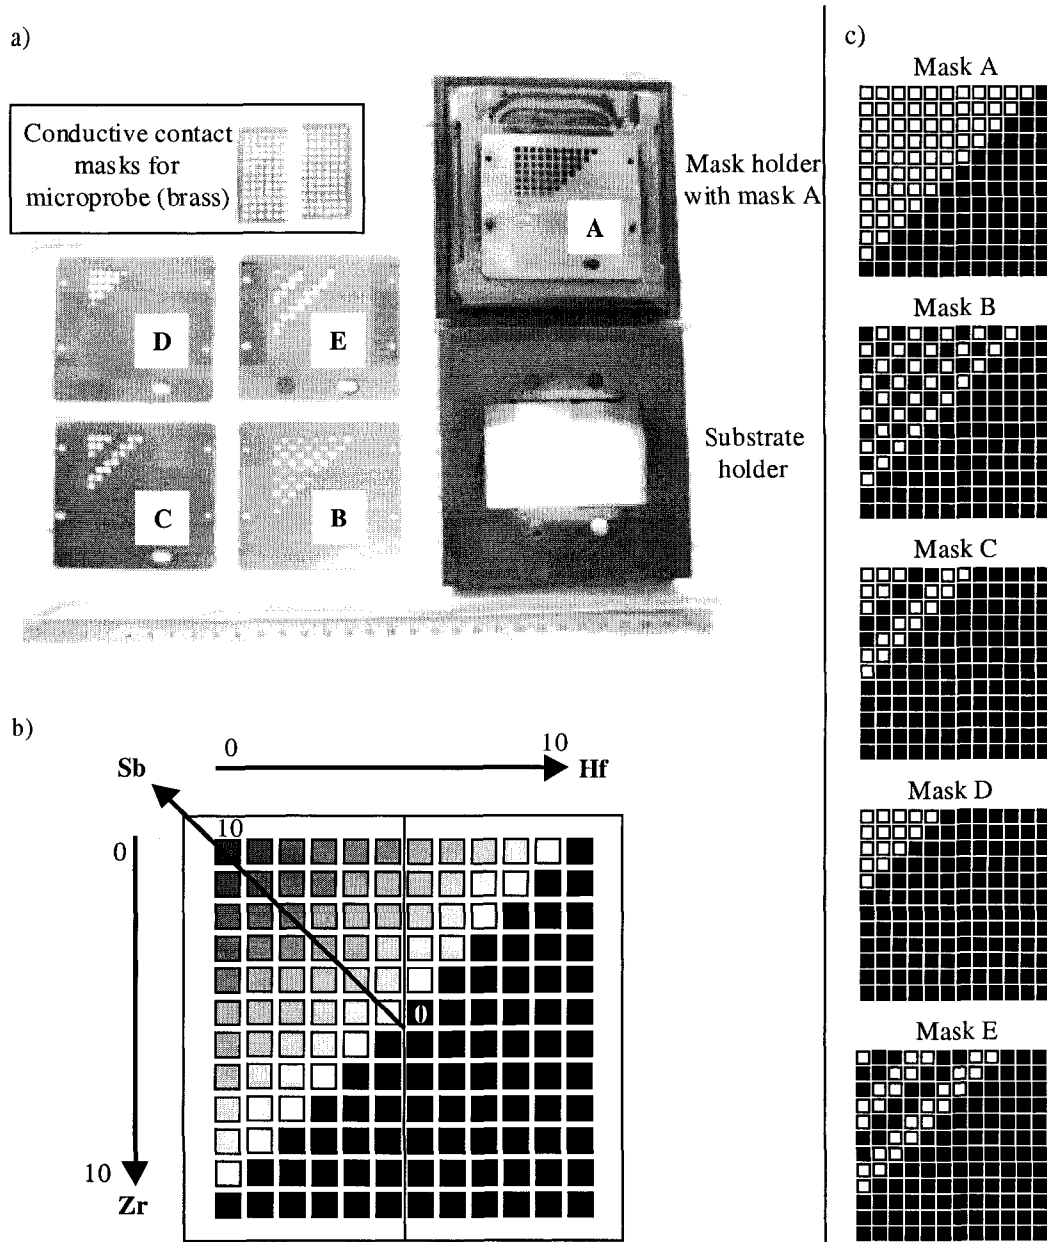 a)
Conductive contact
masks for
microprobe (brass)
Mask holder
with mask A
A
D
E
C
B
Substrate
holder
b)
0
10
Sb
Hf
10
0
0
10
Zr
c)
Mask A
Mask B
Mask C
Mask D
Mask E